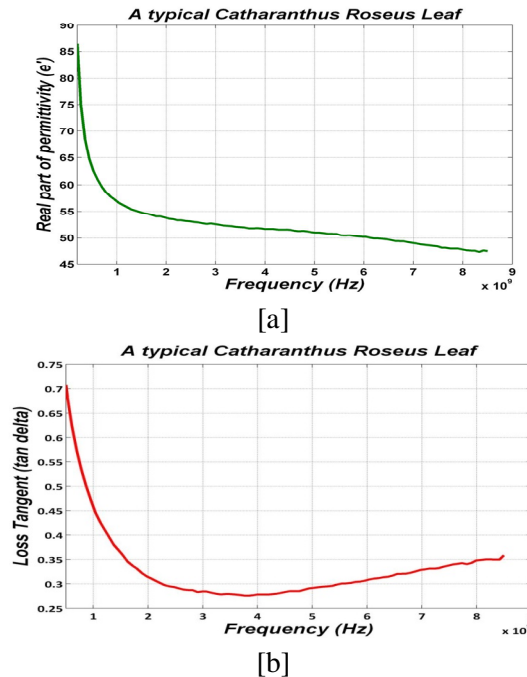 A typical Catharanthus Roseus Leaf
Real part of permittivity (e')
90
85
80
75
70
65
60
55
50
45
1 2 3 4 5 6 7 8 9
Frequency (Hz)
x 10^9
[a]
A typical Catharanthus Roseus Leaf
Loss Tangent (tan delta)
0.75
0.7
0.65
0.6
0.55
0.5
0.45
0.4
0.35
0.3
0.25
1 2 3 4 5 6 7 8
Frequency (Hz)
x 10
[b]